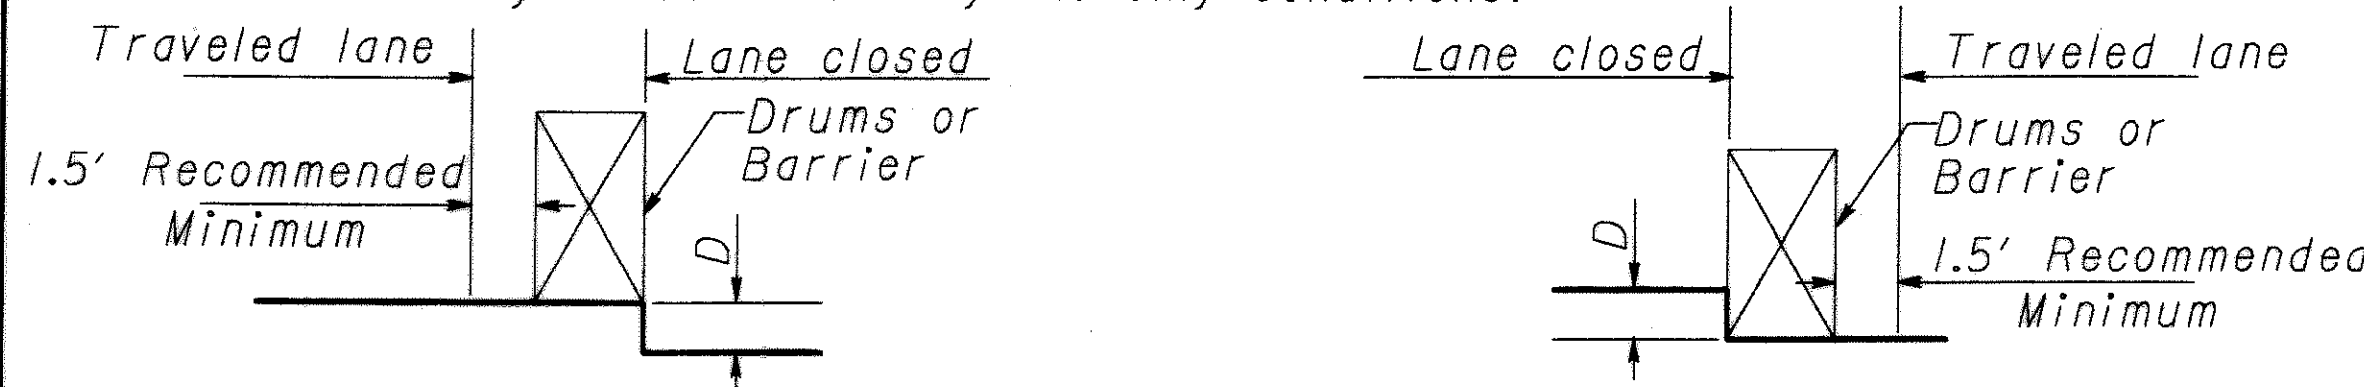 conditions.
Traveled lane
Lane closed
Drums or
Barrier
1.5' Recommended
Minimum
D
Lane closed
Traveled lane
Drums or
Barrier
D
1.5' Recommended
Minimum